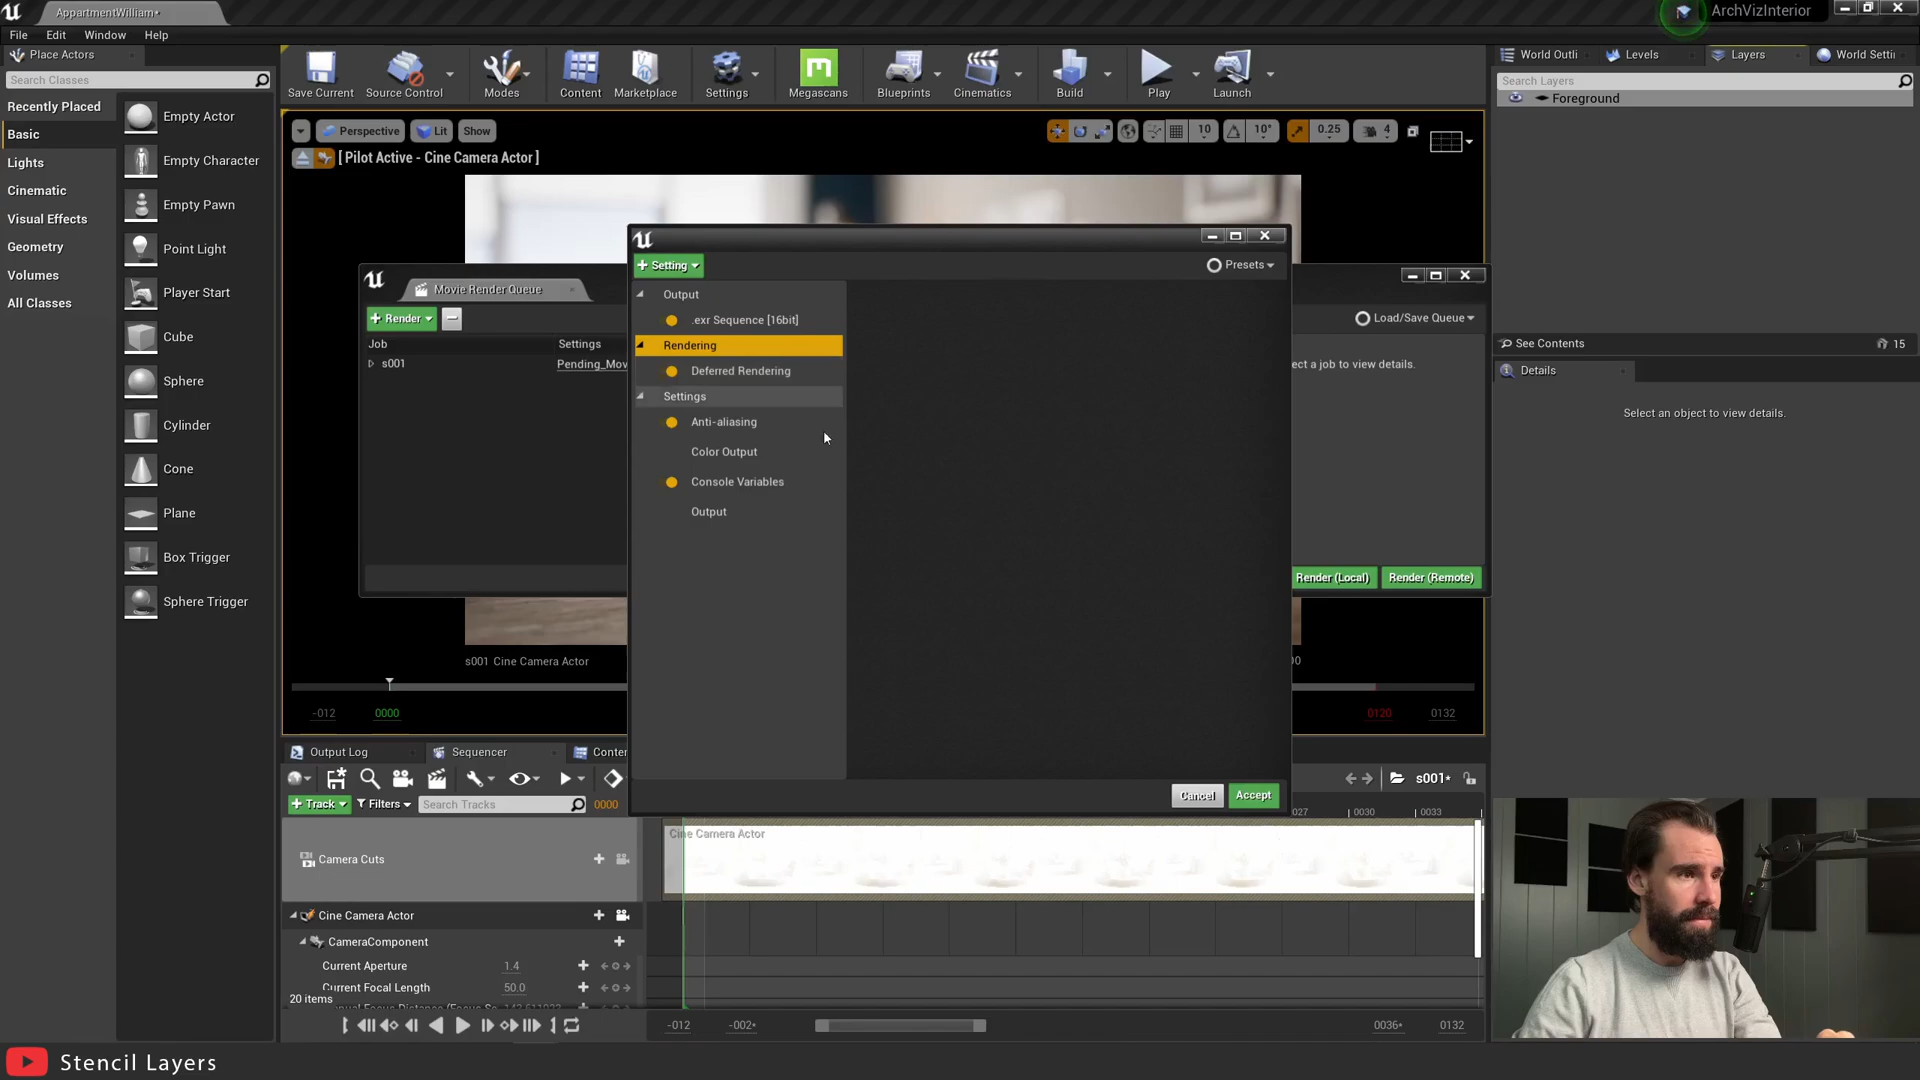 AppartmentWilliam•
ArchVizInterior
File Edit Window Help
Place Actors
Search Classes
Recently Placed
Basic
Lights
Cinematic
Visual Effects
Geometry
Volumes
All Classes
Empty Actor
Empty Character
Empty Pawn
Point Light
Player Start
Cube
Sphere
Cylinder
Cone
Plane
Box Trigger
Sphere Trigger
Save Current
Source Control
Modes
Content
Marketplace
Settings
Megascans
Blueprints
Cinematics
Build
Play
Launch
Perspective Lit Show
10 10° 0.25 4
[ Pilot Active - Cine Camera Actor ]
Movie Render Queue
+ Render
Job Settings
s001 Pending_Mov
Load/Save Queue
ect a job to view details.
Render (Local) Render (Remote)
+ Setting
Presets
Output
.exr Sequence [16bit]
Rendering
Deferred Rendering
Settings
Anti-aliasing
Color Output
Console Variables
Output
Cancel Accept
s001 Cine Camera Actor
-012 0000 0120 0132
World Outli Levels Layers World Setti
Search Layers
Foreground
See Contents 15
Details
Select an object to view details.
Output Log Sequencer Conten
s001*
+ Track Filters Search Tracks 0000
0027 0030 0033
Camera Cuts
Cine Camera Actor
Cine Camera Actor
CameraComponent
Current Aperture 1.4
Current Focal Length 50.0
20 items
-012 -002* 0036* 0132
Stencil Layers